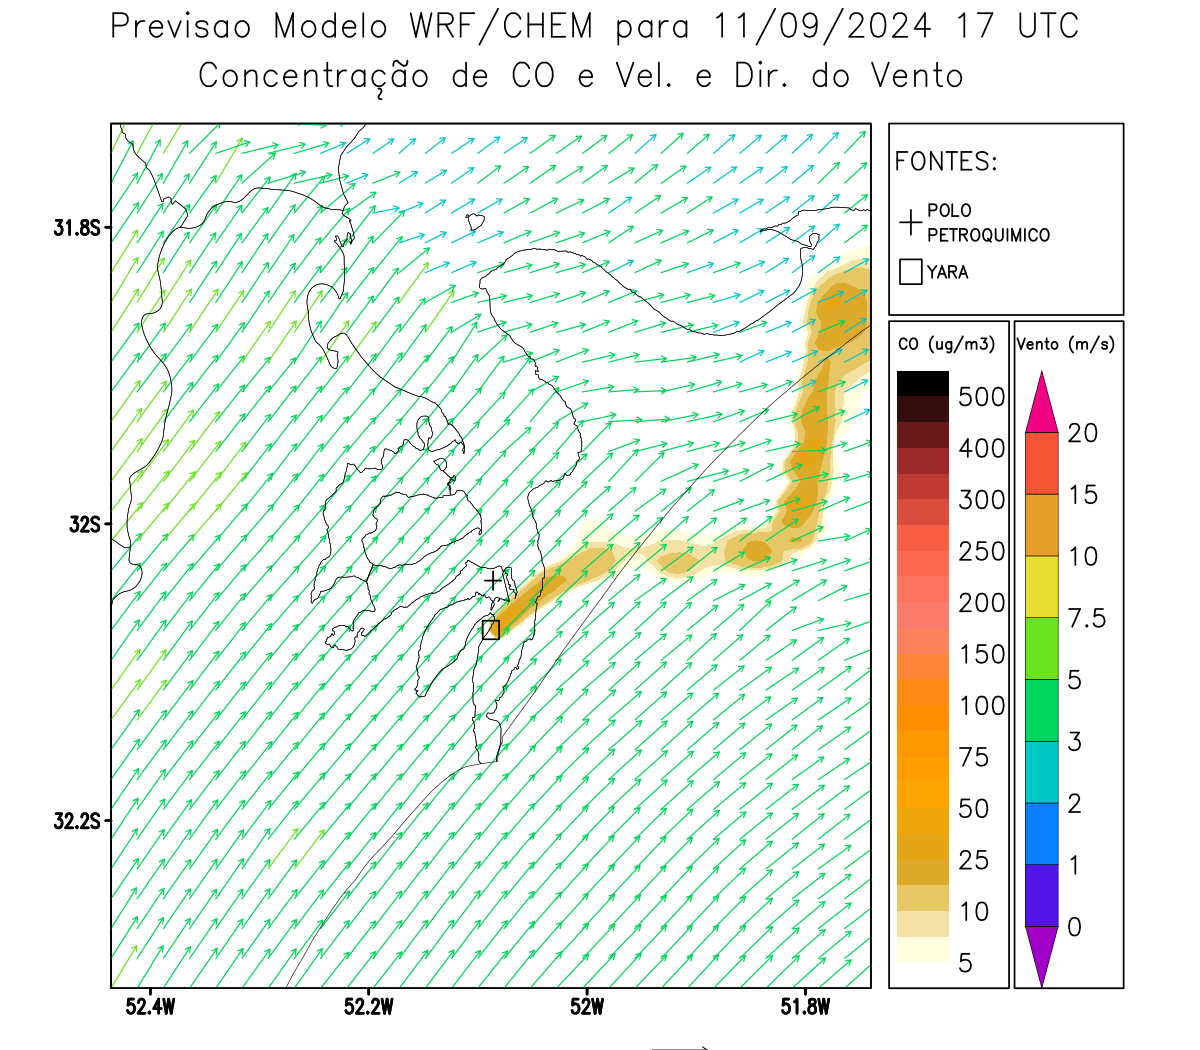 Previsao Modelo WRF/CHEM para 11/09/2024 17 UTC
Concentração de CO e Vel. e Dir. do Vento
FONTES:
POLO
PETROQUIMICO
YARA
CO (ug/m3)
500
400
300
250
200
150
100
75
50
25
10
5
Vento (m/s)
20
15
10
7.5
5
3
2
1
0
31.8S
32S
32.2S
52.4W
52.2W
52W
51.8W